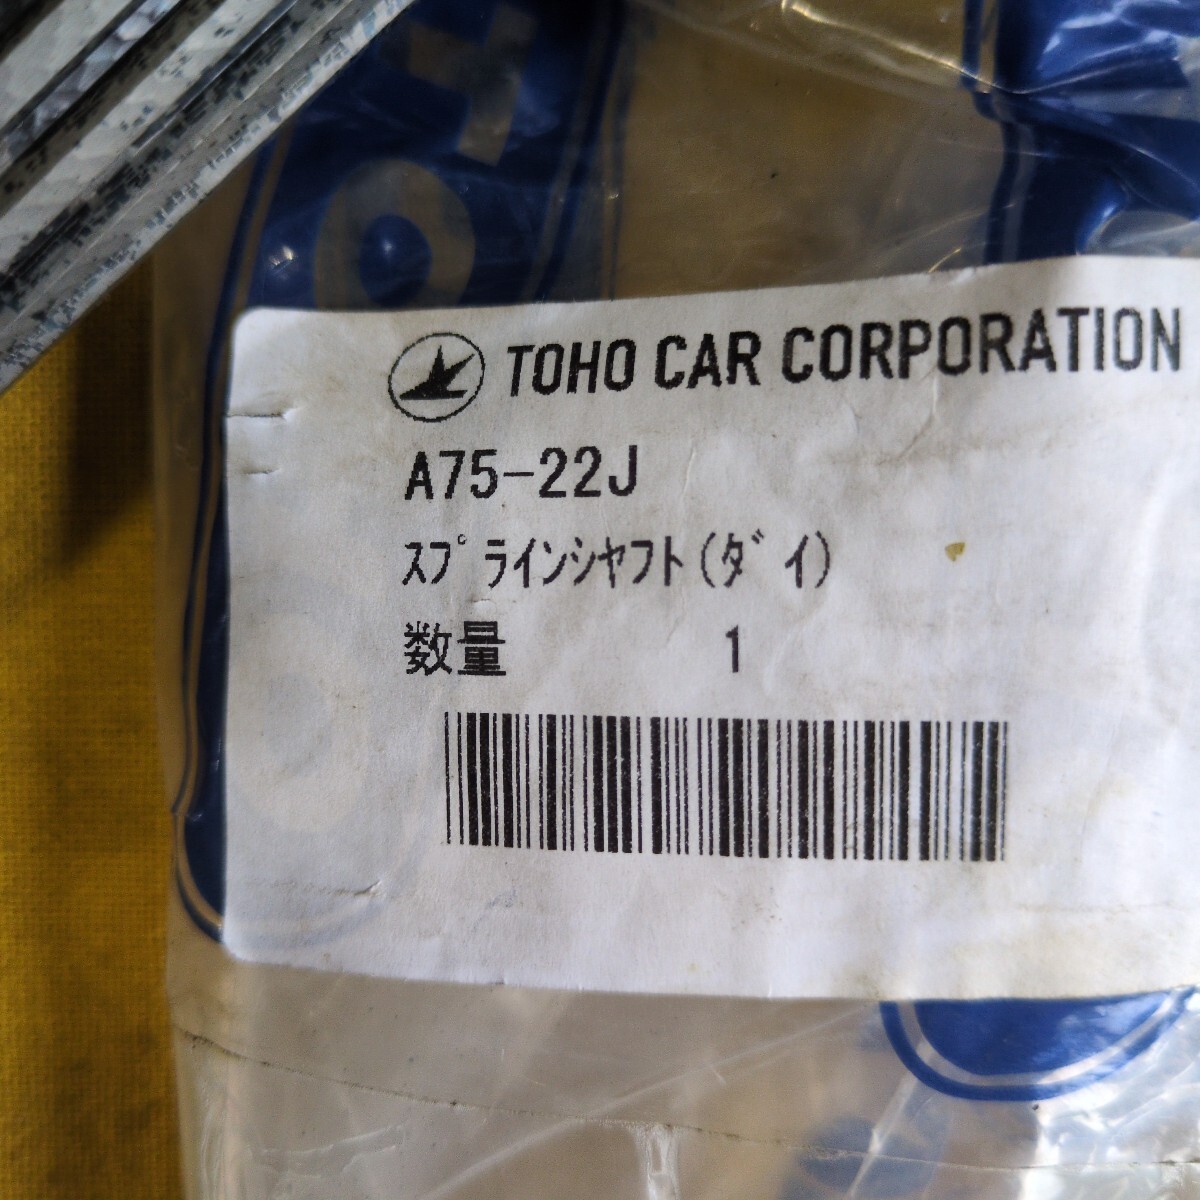 TOHO CAR CORPORATION
A75-22J
ｽﾌﾟﾗｲﾝｼｬﾌﾄ(ﾀﾞｲ)
数量 1